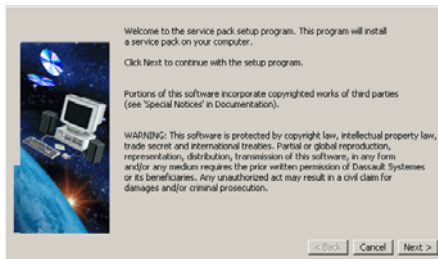 Welcome to the service pack setup program. This program will install
a service pack on your computer.
Click Next to continue with the setup program.
Portions of this software incorporate copyrighted works of third parties
(see 'Special Notices' in Documentation).
WARNING: This software is protected by copyright law, intellectual property law,
trade secret and international treaties. Partial or global reproduction,
representation, distribution, transmission of this software, in any form
and/or any medium requires the prior written permission of Dassault Systemes
or its beneficiaries. Any unauthorized act may result in a civil claim for
damages and/or criminal prosecution.
< Back Cancel Next >